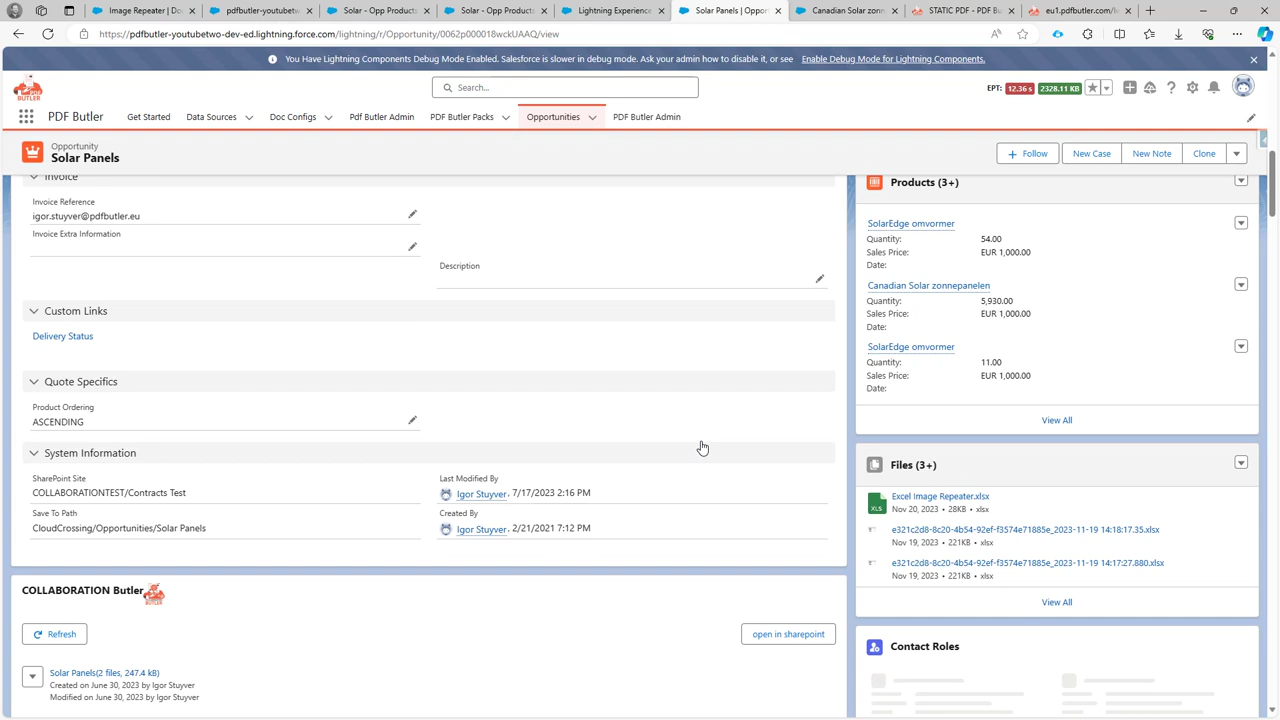 Image Repeater | Do
pdfbutler-youtubetw
Solar - Opp Produc
Solar - Opp Produc
Lightning Experienc
Solar Panels | Oppor
Canadian Solar zonn
STATIC PDF - PDF Bu
https://pdfbutler-youtubetwo-dev-ed.lightning.force.com/lightning/r/Opportunity/0062p000018wckUAAQ/view
You Have Lightning Components Debug Mode Enabled. Salesforce is slower in debug mode. Ask your admin how to disable it, or see Enable Debug Mode for Lightning Components.
PDF BUTLER
Search...
EPT: 12.36 s 2328.11 KB
PDF Butler Get Started Data Sources Doc Configs Pdf Butler Admin PDF Butler Packs Opportunities PDF Butler Admin
Opportunity
Solar Panels
Follow New Case New Note Clone
Invoice
Invoice Reference
igor.stuyver@pdfbutler.eu
Invoice Extra Information
Description
Custom Links
Delivery Status
Quote Specifics
Product Ordering
ASCENDING
System Information
SharePoint Site
COLLABORATIONTEST/Contracts Test
Last Modified By
Igor Stuyver, 7/17/2023 2:16 PM
Save To Path
CloudCrossing/Opportunities/Solar Panels
Created By
Igor Stuyver, 2/21/2021 7:12 PM
COLLABORATION Butler
Refresh
open in sharepoint
Solar Panels(2 files, 247.4 kB)
Created on June 30, 2023 by Igor Stuyver
Modified on June 30, 2023 by Igor Stuyver
Products (3+)
SolarEdge omvormer
Quantity: 54.00
Sales Price: EUR 1,000.00
Date:
Canadian Solar zonnepanelen
Quantity: 5,930.00
Sales Price: EUR 1,000.00
Date:
SolarEdge omvormer
Quantity: 11.00
Sales Price: EUR 1,000.00
Date:
View All
Files (3+)
XLS
Excel Image Repeater.xlsx
Nov 20, 2023 • 28KB • xlsx
e321c2d8-8c20-4b54-92ef-f3574e71885e_2023-11-19 14:18:17.35.xlsx
Nov 19, 2023 • 221KB • xlsx
e321c2d8-8c20-4b54-92ef-f3574e71885e_2023-11-19 14:17:27.880.xlsx
Nov 19, 2023 • 221KB • xlsx
View All
Contact Roles